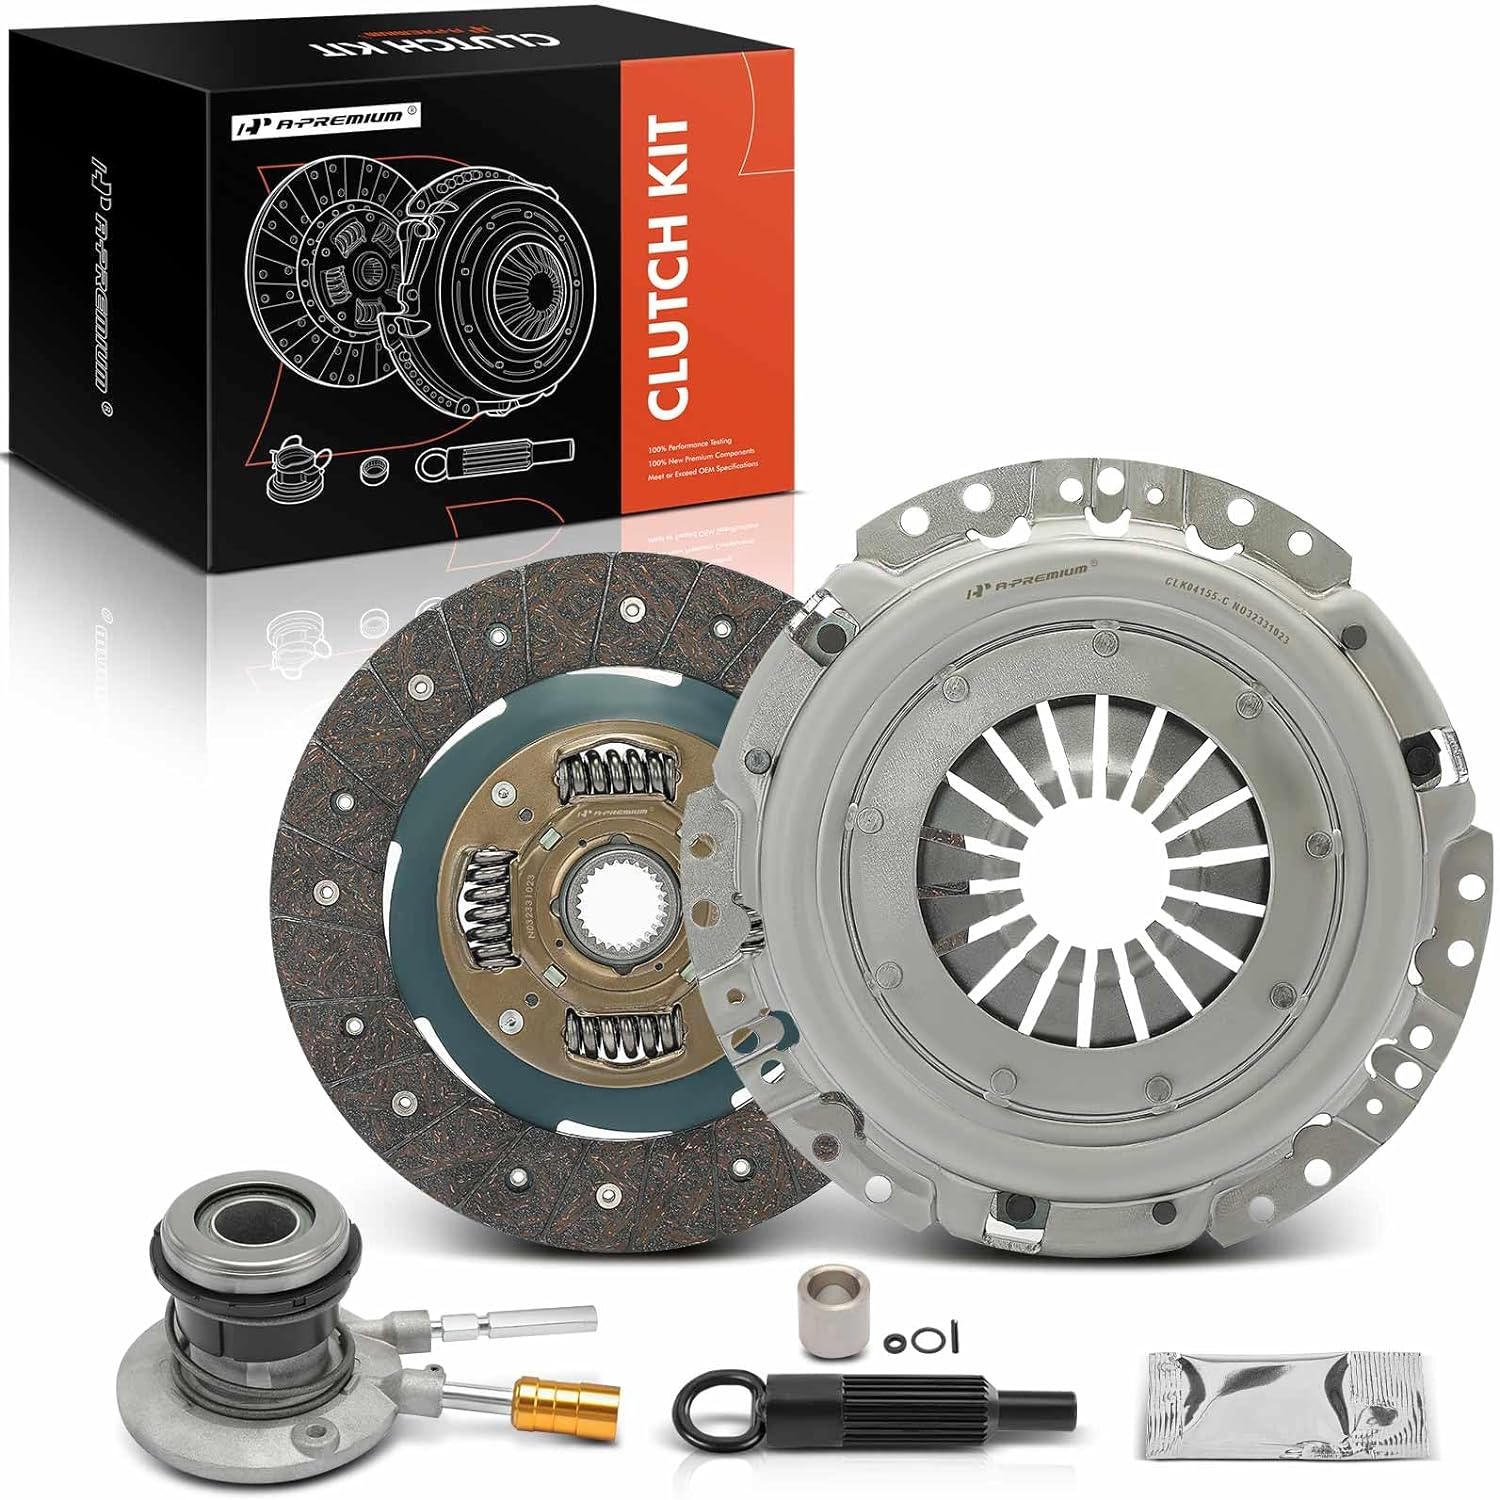 A-PREMIUM
CLUTCH KIT
A-PREMIUM®
A-PREMIUM®
CLUTCH KIT
100% Performance Testing
100% New Premium Components
Meet or Exceed OEM Specifications
A-PREMIUM®
CLK04155-C N032331023
A-PREMIUM
N032331023